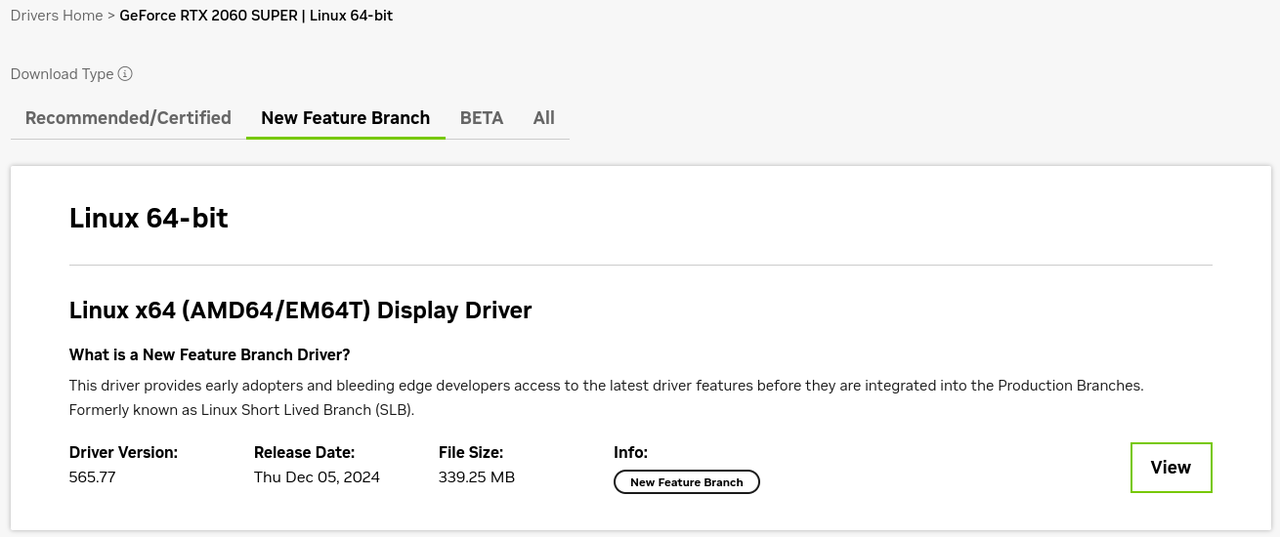 Drivers Home > GeForce RTX 2060 SUPER | Linux 64-bit
Download Type
Recommended/Certified New Feature Branch BETA All
Linux 64-bit
Linux x64 (AMD64/EM64T) Display Driver
What is a New Feature Branch Driver?
This driver provides early adopters and bleeding edge developers access to the latest driver features before they are integrated into the Production Branches.
Formerly known as Linux Short Lived Branch (SLB).
Driver Version: Release Date: File Size: Info:
565.77 Thu Dec 05, 2024 339.25 MB New Feature Branch
View